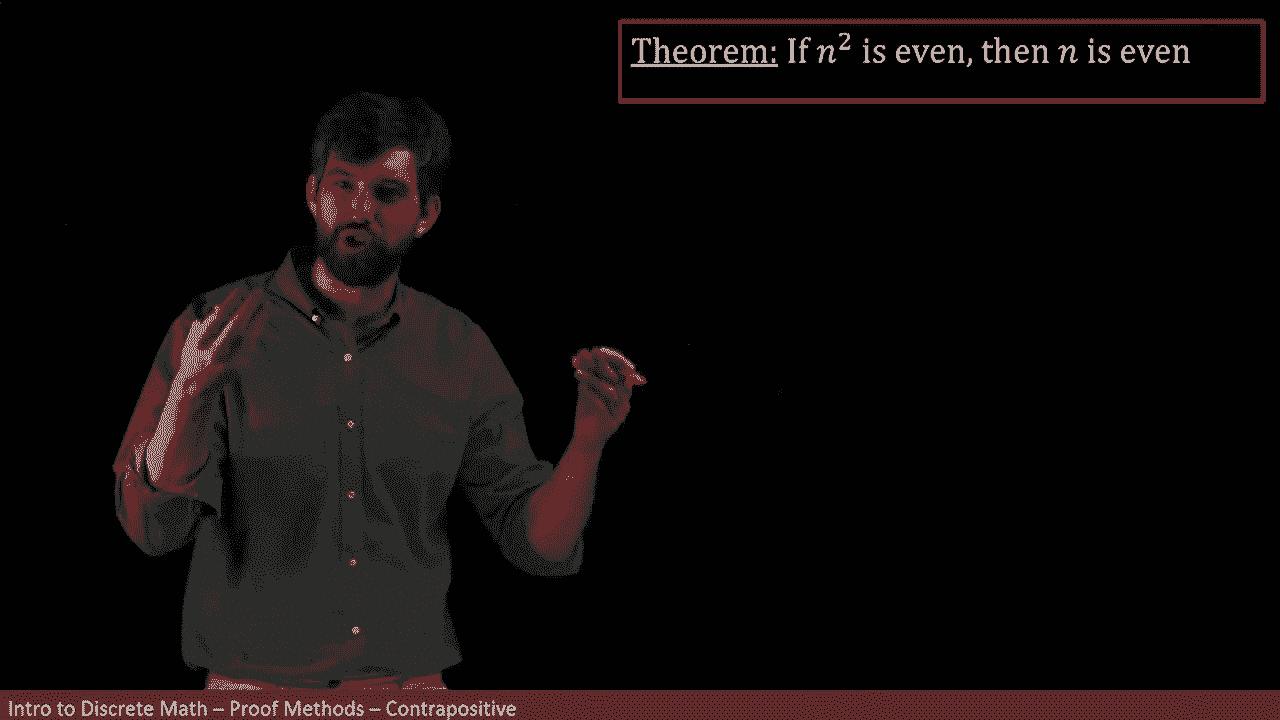 Theorem: If n² is even, then n is even
Intro to Discrete Math – Proof Methods – Contrapositive